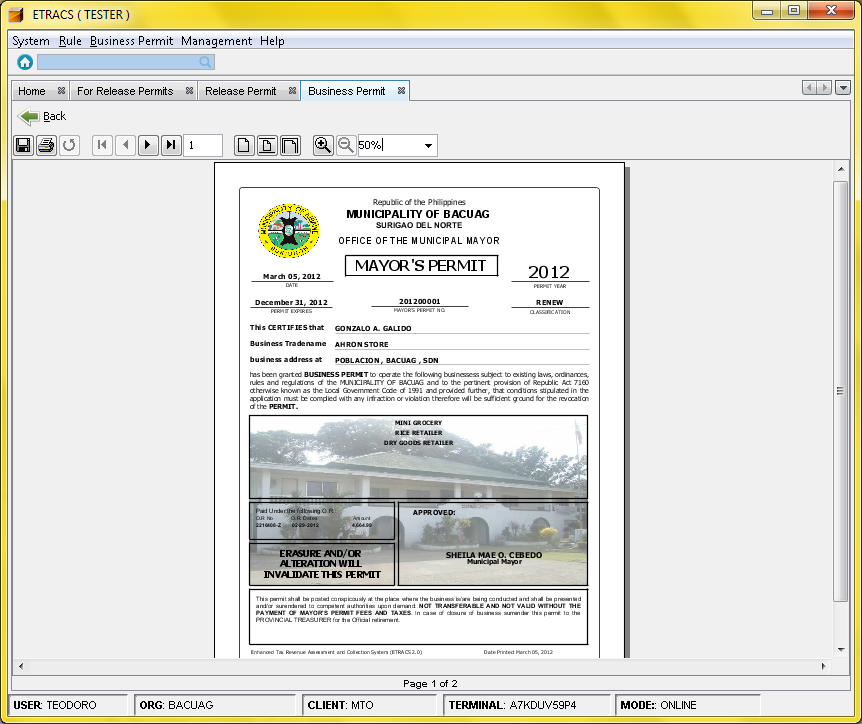 ETRACS ( TESTER )
System Rule Business Permit Management Help
Home For Release Permits Release Permit Business Permit
Back
1 50%
Republic of the Philippines
MUNICIPALITY OF BACUAG
SURIGAO DEL NORTE
OFFICE OF THE MUNICIPAL MAYOR
MAYOR'S PERMIT
March 05, 2012 2012
DATE PERMIT YEAR
December 31, 2012 201200001 RENEW
PERMIT EXPIRES MAYOR'S PERMIT NO. CLASSIFICATION
This CERTIFIES that GONZALO A. GALIDO
Business Tradename AHRON STORE
business address at POBLACION, BACUAG , SDN
has been granted BUSINESS PERMIT to operate the following businessess subject to existing laws, ordinances,
rules and regulations of the MUNICIPALITY OF BACUAG and to the pertinent provision of Republic Act 7160
otherwise known as the Local Government Code of 1991 and provided further, that conditions stipulated in the
application must be complied with any infraction or violation therefore will be sufficient ground for the revocation
of the PERMIT.
MINI GROCERY
RICE RETAILER
DRY GOODS RETAILER
Paid Under the following O.R.
O.R No O.R. Dates Amount
02-29-2012
APPROVED:
ERASURE AND/OR
ALTERATION WILL
INVALIDATE THIS PERMIT
SHEILA MAE O. CEBEDO
Municipal Mayor
This permit shall be posted conspicously at the place where the business is/are being conducted and shall be presented
and/or surendered to competent authorities upon demand. NOT TRANSFERABLE AND NOT VALID WITHOUT THE
PAYMENT OF MAYOR'S PERMIT FEES AND TAXES. In case of closure of business surrender this permit to the
PROVINCIAL TREASURER for the Official retirement.
Enhanced Tax Revenue Assessment and Collection System (ETRACS 2.0) Date Printed: March 05, 2012
Page 1 of 2
USER: TEODORO ORG: BACUAG CLIENT: MTO TERMINAL: A7KDUV59P4 MODE: ONLINE